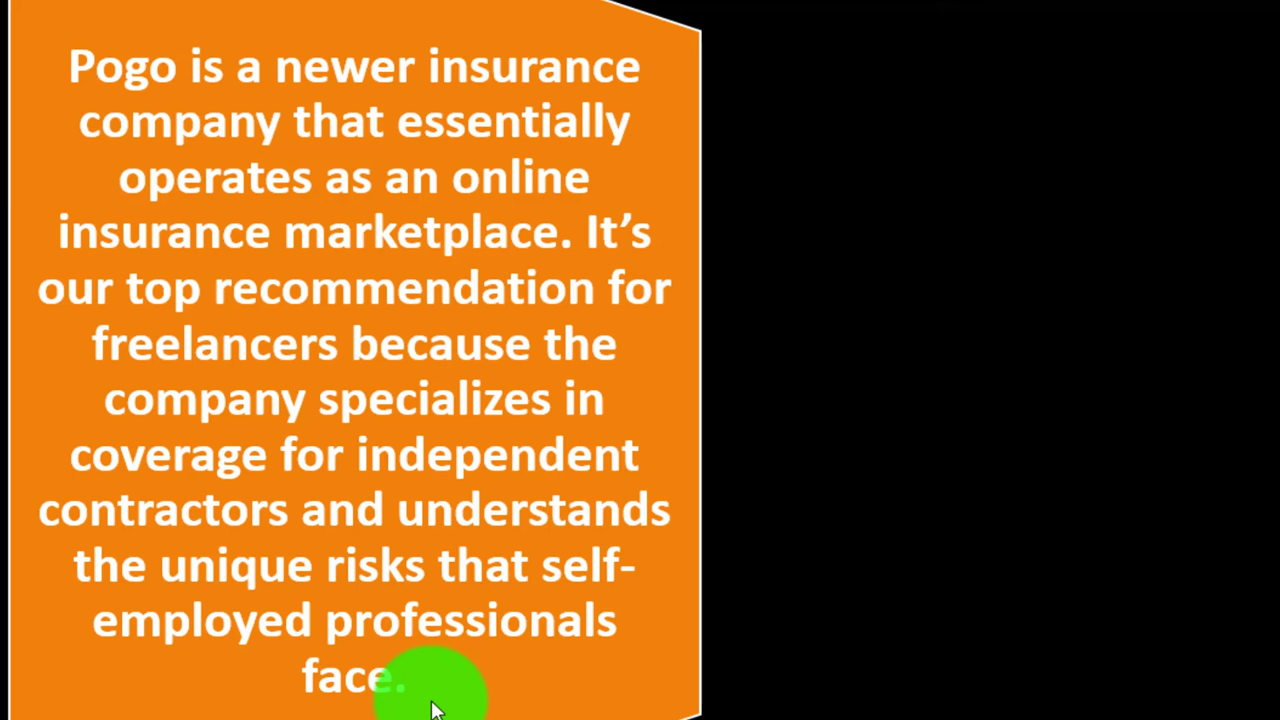 Pogo is a newer insurance
company that essentially
operates as an online
insurance marketplace. It’s
our top recommendation for
freelancers because the
company specializes in
coverage for independent
contractors and understands
the unique risks that self-
employed professionals
face.